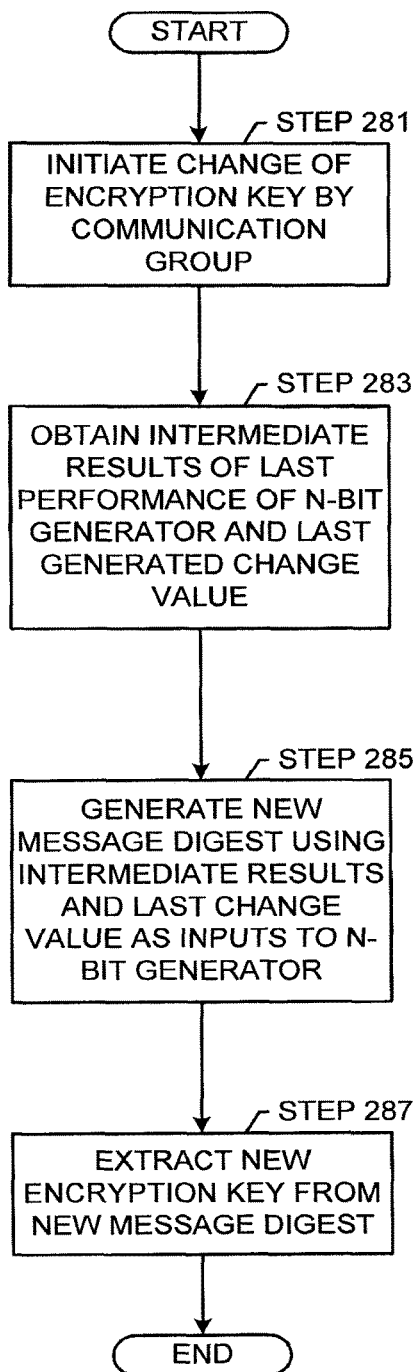 START
STEP 281
INITIATE CHANGE OF
ENCRYPTION KEY BY
COMMUNICATION
GROUP
STEP 283
OBTAIN INTERMEDIATE
RESULTS OF LAST
PERFORMANCE OF N-BIT
GENERATOR AND LAST
GENERATED CHANGE
VALUE
STEP 285
GENERATE NEW
MESSAGE DIGEST USING
INTERMEDIATE RESULTS
AND LAST CHANGE
VALUE AS INPUTS TO N-
BIT GENERATOR
STEP 287
EXTRACT NEW
ENCRYPTION KEY FROM
NEW MESSAGE DIGEST
END